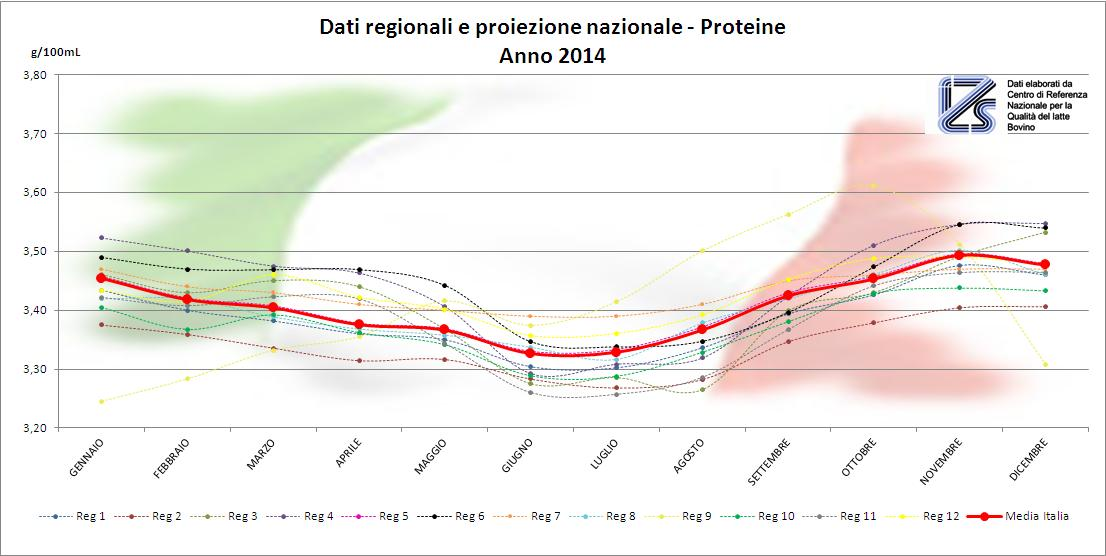 Dati regionali e proiezione nazionale - Proteine
Anno 2014
g/100mL
IZS
Dati elaborati da
Centro di Referenza
Nazionale per la
Qualità del latte
Bovino
3,80
3,70
3,60
3,50
3,40
3,30
3,20
GENNAIO
FEBBRAIO
MARZO
APRILE
MAGGIO
GIUGNO
LUGLIO
AGOSTO
SETTEMBRE
OTTOBRE
NOVEMBRE
DICEMBRE
Reg 1 Reg 2 Reg 3 Reg 4 Reg 5 Reg 6 Reg 7 Reg 8 Reg 9 Reg 10 Reg 11 Reg 12 Media Italia